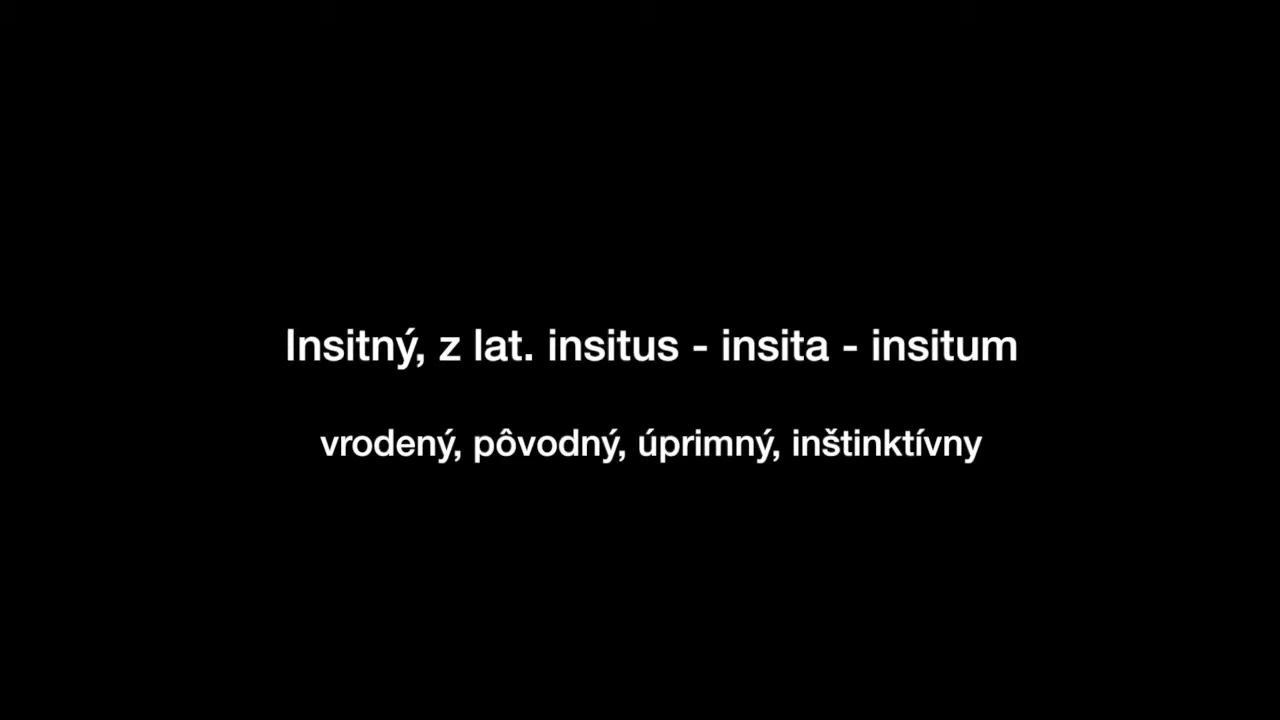 Insitný, z lat. insitus - insita - insitum
vrodený, pôvodný, úprimný, inštinktívny